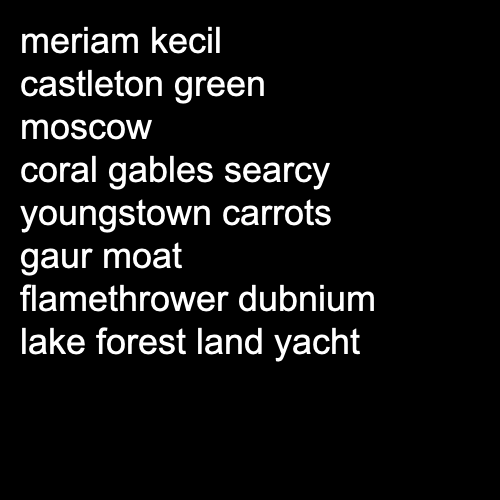 meriam kecil
castleton green
moscow
coral gables searcy
youngstown carrots
gaur moat
flamethrower dubnium
lake forest land yacht